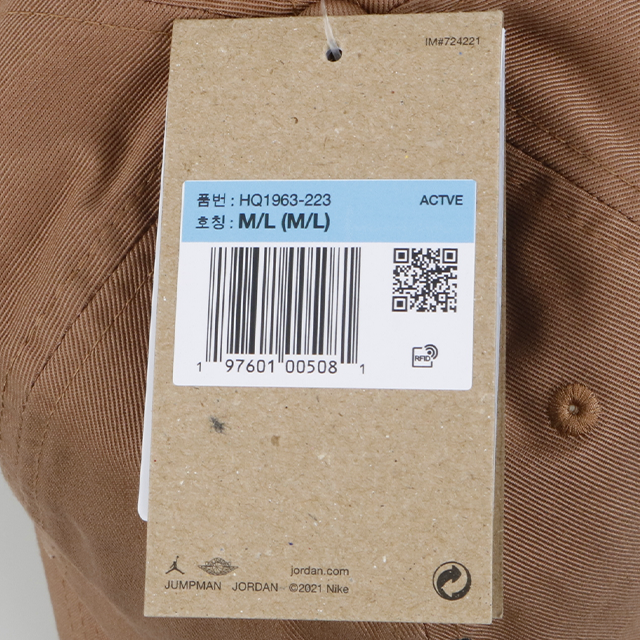 IM#724221
품번 : HQ1963-223 ACTVE
호칭 : M/L (M/L)
1 97601 00508 1
RFID
jordan.com
JUMPMAN JORDAN ©2021 Nike